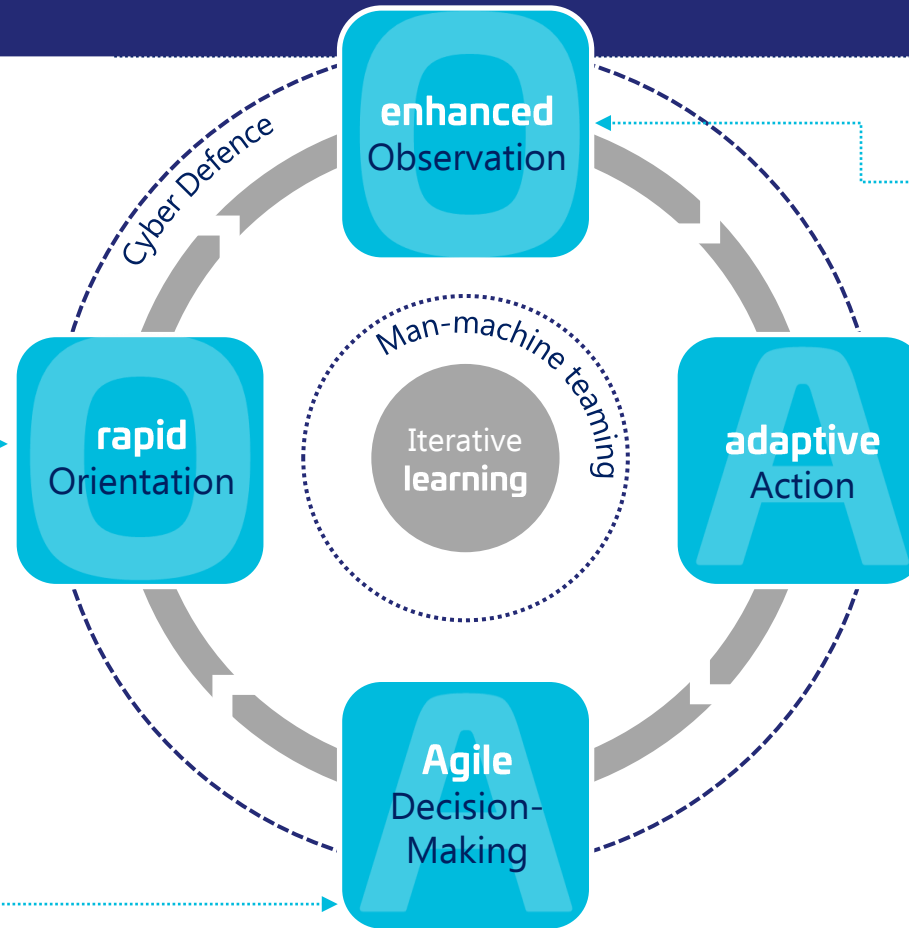 O
enhanced
Observation
Cyber Defence
Man-machine teaming
O
rapid
Orientation
Iterative
learning
A
adaptive
Action
A
Agile
Decision-
Making